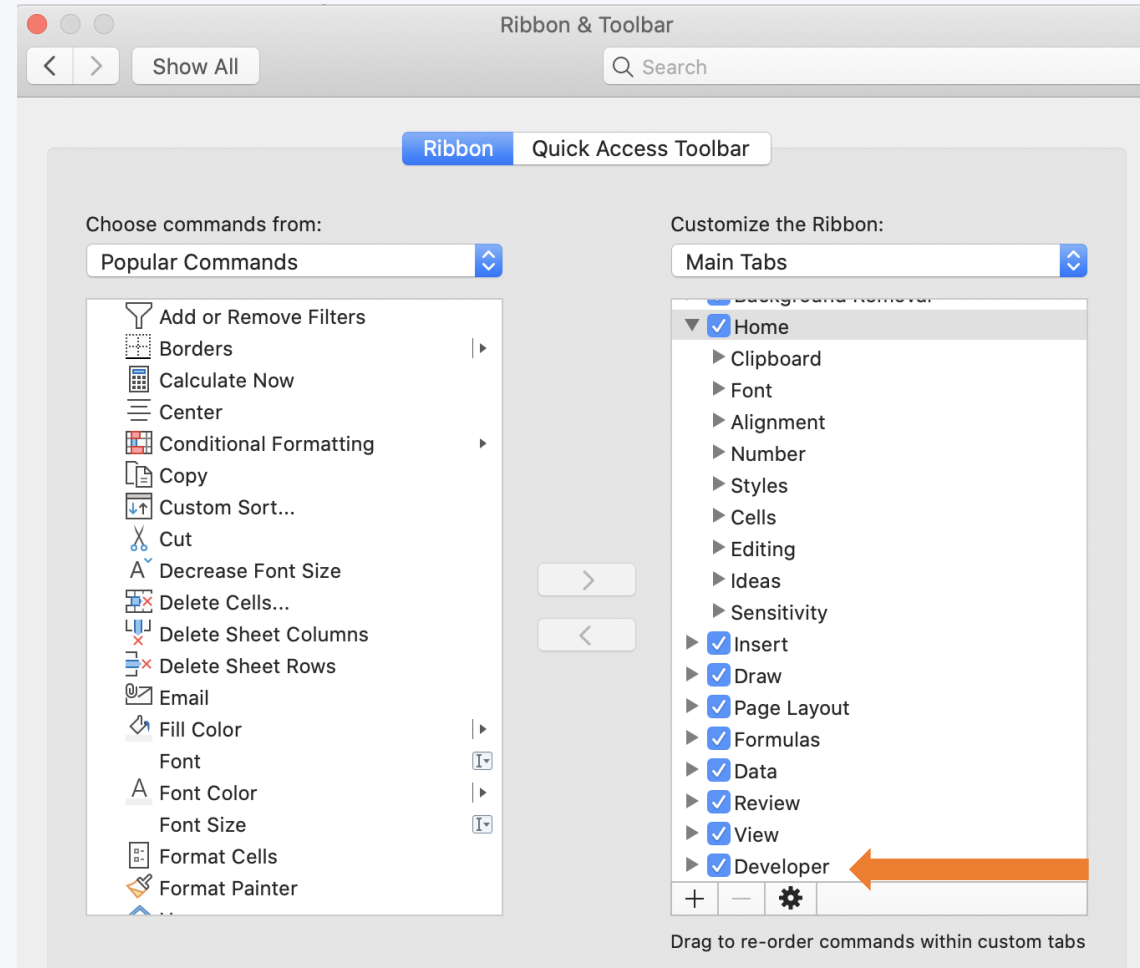 Ribbon & Toolbar
Show All
Search
Ribbon
Quick Access Toolbar
Choose commands from:
Popular Commands
Add or Remove Filters
Borders
Calculate Now
Center
Conditional Formatting
Copy
Custom Sort...
Cut
Decrease Font Size
Delete Cells...
Delete Sheet Columns
Delete Sheet Rows
Email
Fill Color
Font
Font Color
Font Size
Format Cells
Format Painter
Customize the Ribbon:
Main Tabs
Background Removal
Home
Clipboard
Font
Alignment
Number
Styles
Cells
Editing
Ideas
Sensitivity
Insert
Draw
Page Layout
Formulas
Data
Review
View
Developer
Drag to re-order commands within custom tabs